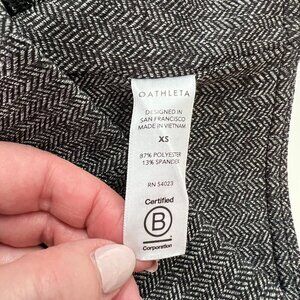 ATHLETA
DESIGNED IN
SAN FRANCISCO
MADE IN VIETNAM
XS
87% POLYESTER
13% SPANDEX
RN 54023
Certified
B
Corporation